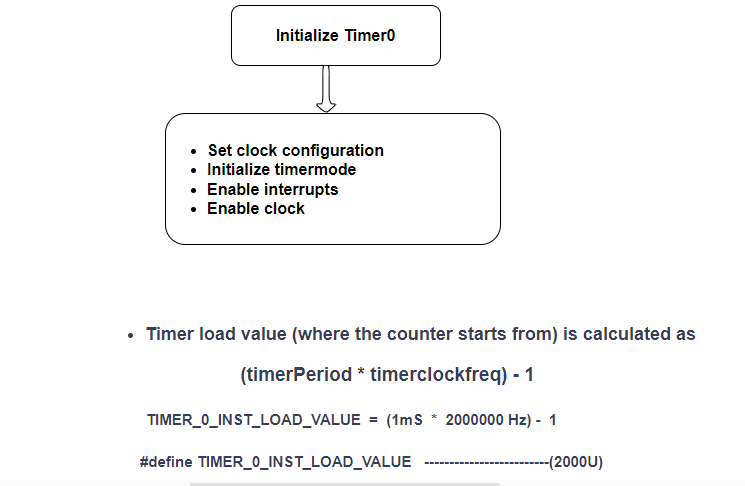 Initialize Timer0
• Set clock configuration
• Initialize timermode
• Enable interrupts
• Enable clock
• Timer load value (where the counter starts from) is calculated as
(timerPeriod * timerclockfreq) - 1
TIMER_0_INST_LOAD_VALUE = (1mS * 2000000 Hz) - 1
#define TIMER_0_INST_LOAD_VALUE -------------------------(2000U)